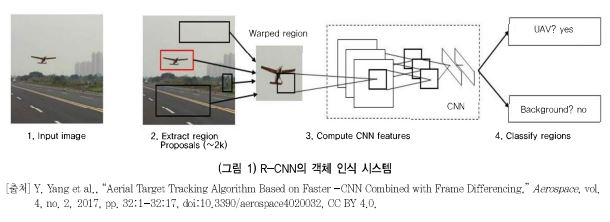 Warped region
UAV? yes
CNN
Background? no
1. Input image
2. Extract region
Proposals (~2k)
3. Compute CNN features
4. Classify regions
(그림 1) R-CNN의 객체 인식 시스템
[출처] Y. Yang et al., “Aerial Target Tracking Algorithm Based on Faster-CNN Combined with Frame Differencing,” Aerospace, vol.
4, no. 2, 2017, pp. 32:1-32:17, doi:10.3390/aerospace4020032, CC BY 4.0.